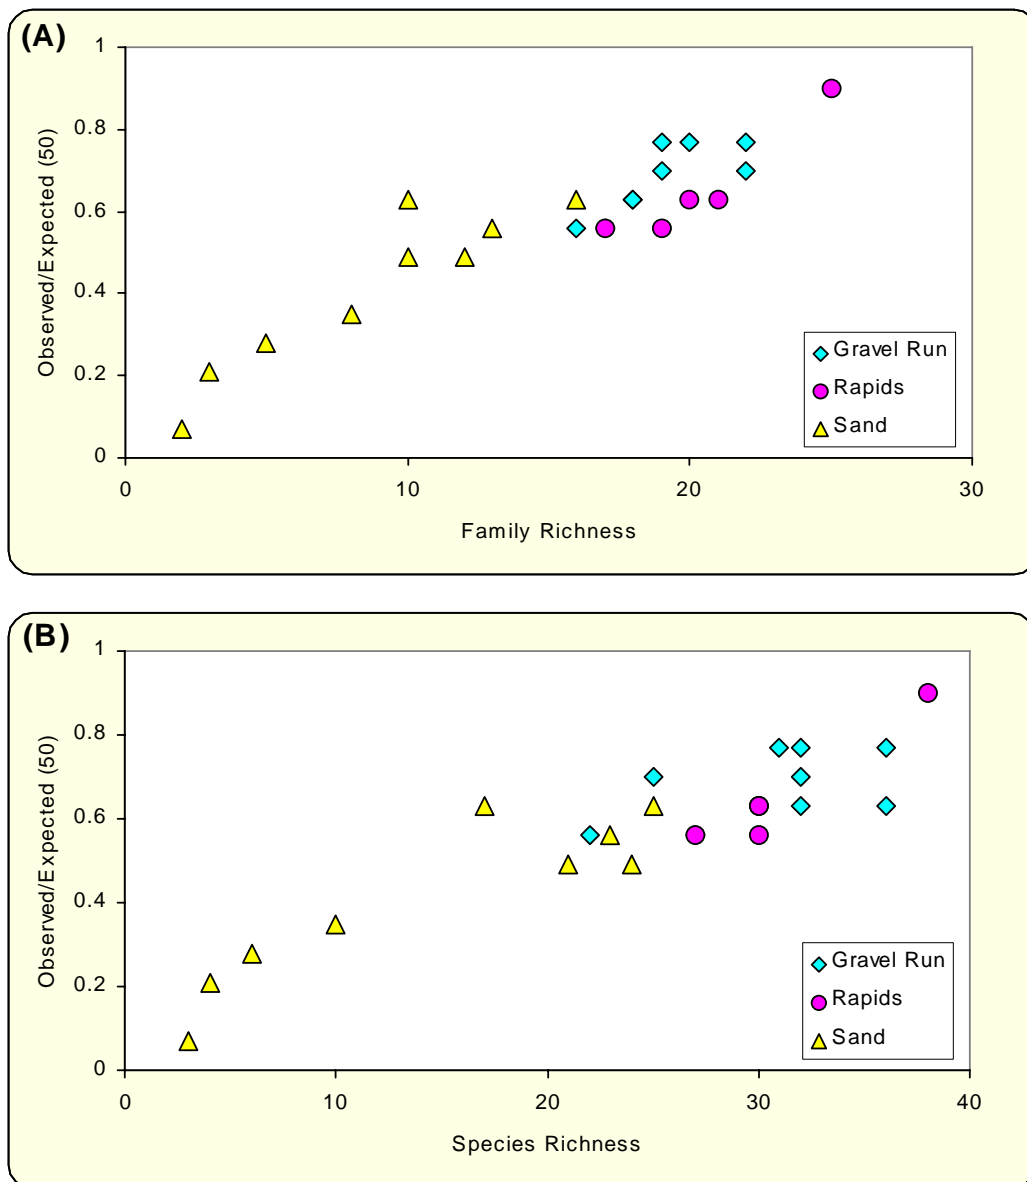 (A)
1
0.8
0.6
0.4
0.2
0
Observed/Expected (50)
0 10 20 30
Family Richness
Gravel Run
Rapids
Sand
(B)
1
0.8
0.6
0.4
0.2
0
Observed/Expected (50)
0 10 20 30 40
Species Richness
Gravel Run
Rapids
Sand